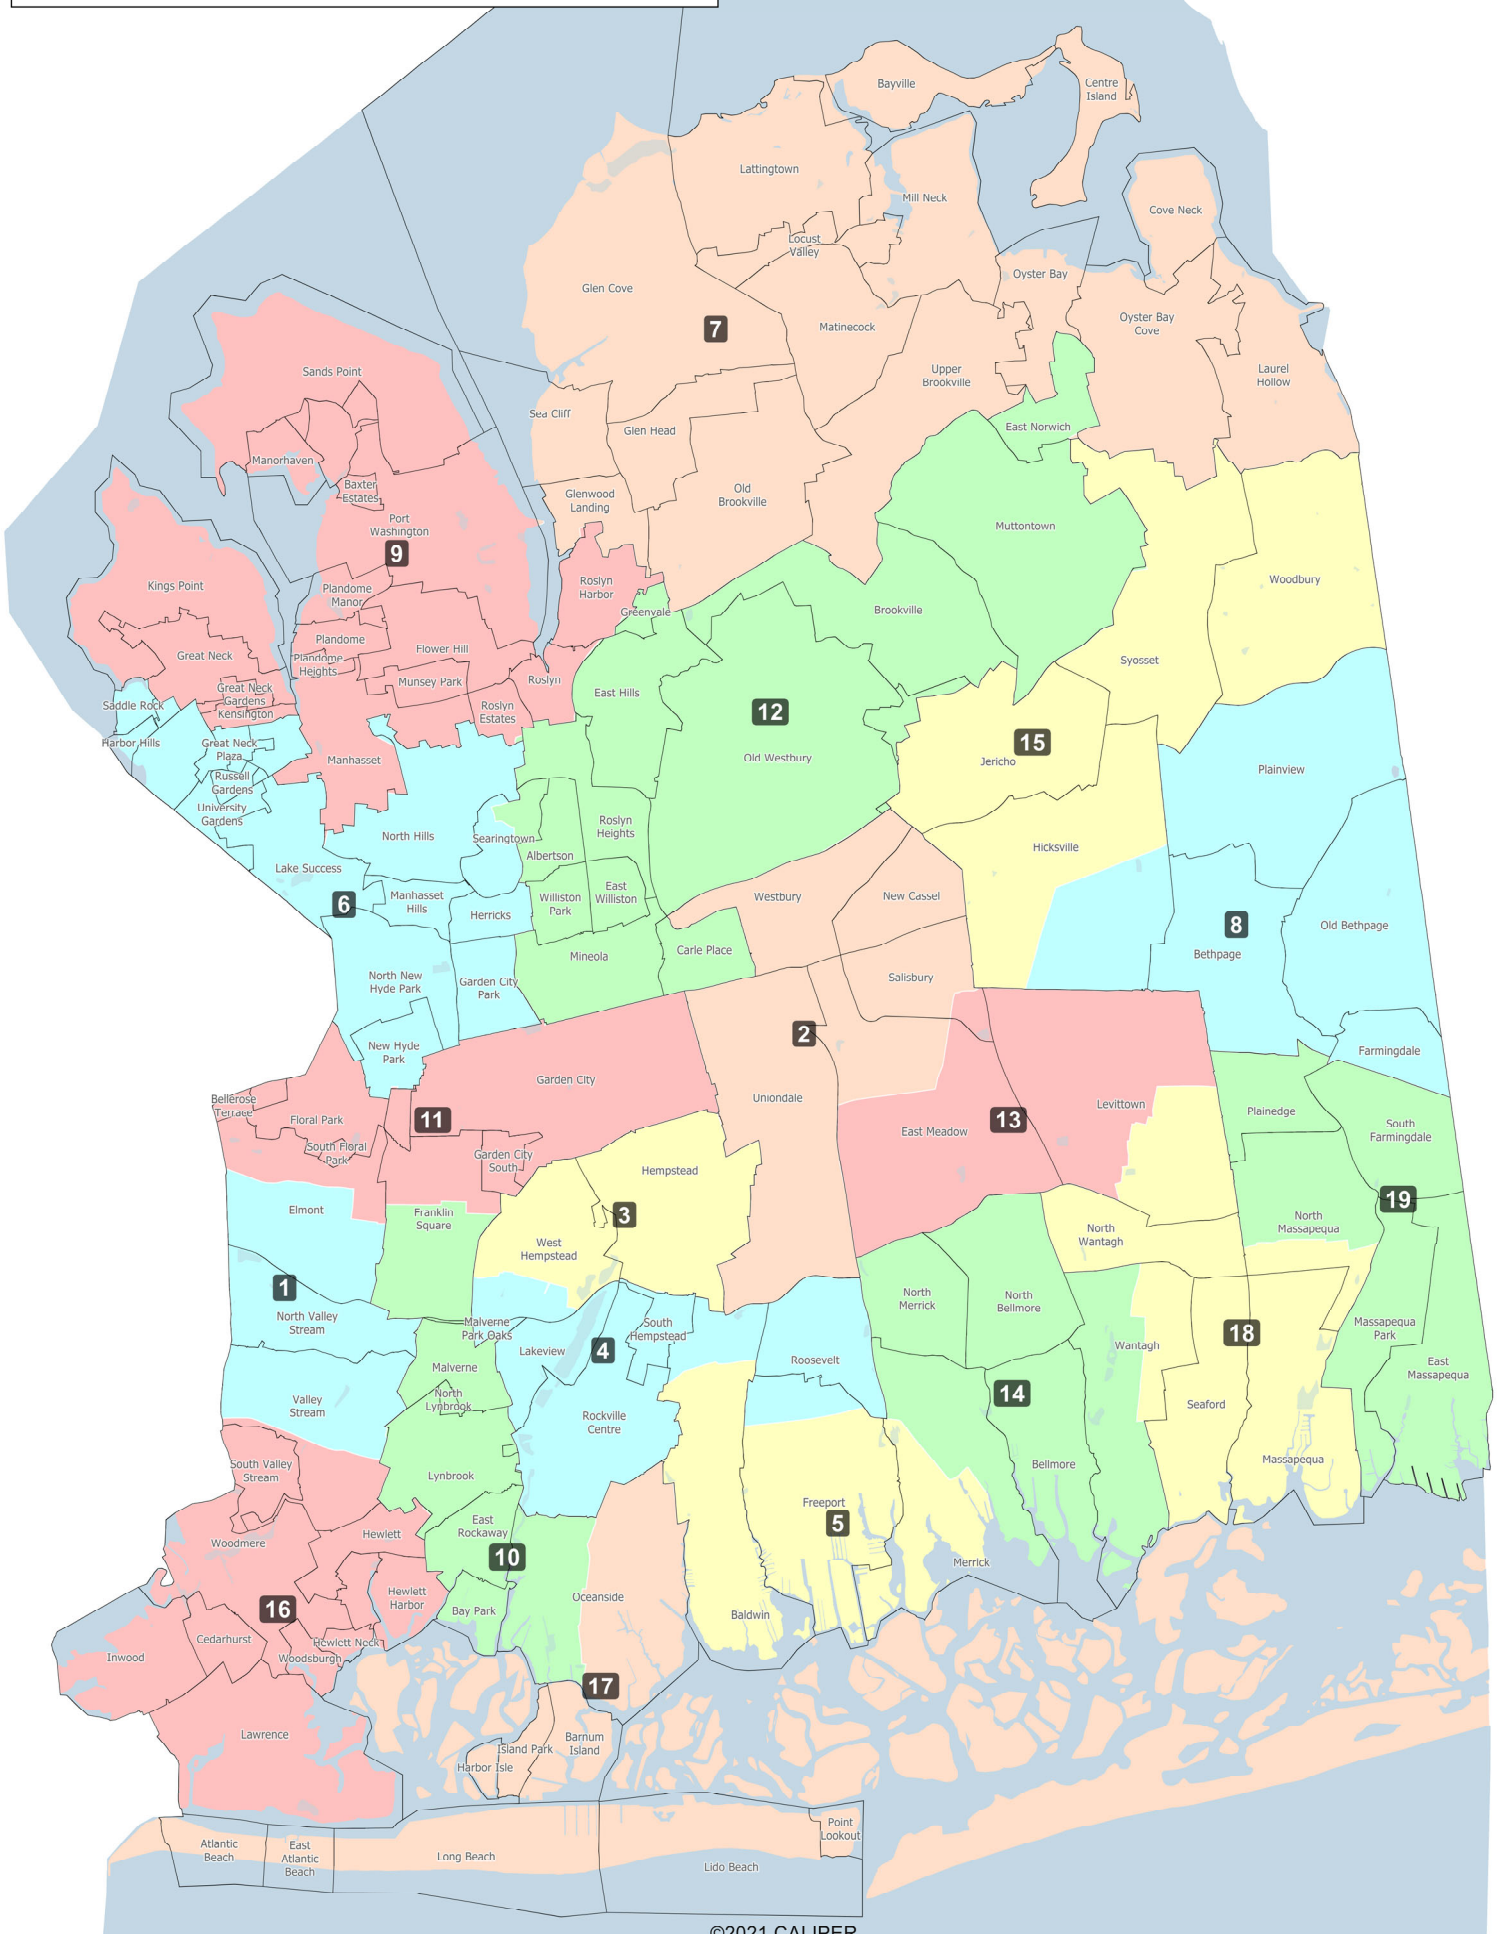 Bayville
Centre
Island
Lattingtown
Mill Neck
Cove Neck
Locust
Valley
Oyster Bay
Glen Cove
7
Matinecock
Oyster Bay
Cove
Sands Point
Upper
Brookville
Laurel
Hollow
Sea Cliff
Glen Head
East Norwich
Manorhaven
Baxter
Estates
Glenwood
Landing
Old
Brookville
Port
Washington
Muttontown
9
Kings Point
Plandome
Manor
Roslyn
Harbor
Woodbury
Greenvale
Brookville
Plandome
Flower Hill
Great Neck
Plandome
Heights
Syosset
Munsey Park
Roslyn
Great Neck
Gardens
East Hills
Saddle Rock
Kensington
Roslyn
Estates
12
Harbor Hills
Great Neck
Plaza
15
Manhasset
Old Westbury
Jericho
Plainview
Russell
Gardens
University
Gardens
North Hills
Searingtown
Roslyn
Heights
Hicksville
Albertson
Lake Success
6
Manhasset
Hills
Herricks
Williston
Park
East
Williston
Westbury
New Cassel
8
Old Bethpage
Mineola
Carle Place
Bethpage
North New
Hyde Park
Garden City
Park
Salisbury
2
New Hyde
Park
Farmingdale
Garden City
Bellerose
Terrace
Uniondale
Floral Park
11
East Meadow
13
Levittown
Plainedge
South
Farmingdale
South Floral
Park
Garden City
South
Hempstead
19
Elmont
Franklin
Square
3
North
Massapequa
West
Hempstead
North
Wantagh
1
North Valley
Stream
North
Merrick
North
Bellmore
Malverne
Park Oaks
South
Hempstead
Massapequa
Park
18
Lakeview
4
Roosevelt
Wantagh
Malverne
East
Massapequa
North
Lynbrook
14
Valley
Stream
Rockville
Centre
Seaford
South Valley
Stream
Lynbrook
Bellmore
Massapequa
Freeport
5
East
Rockaway
Hewlett
Woodmere
10
Merrick
Hewlett
Harbor
Oceanside
16
Bay Park
Baldwin
Cedarhurst
Hewlett Neck
Inwood
Woodsburgh
17
Lawrence
Island Park
Barnum
Island
Harbor Isle
Point
Lookout
Atlantic
Beach
East
Atlantic
Beach
Long Beach
Lido Beach
©2021 CALIPER